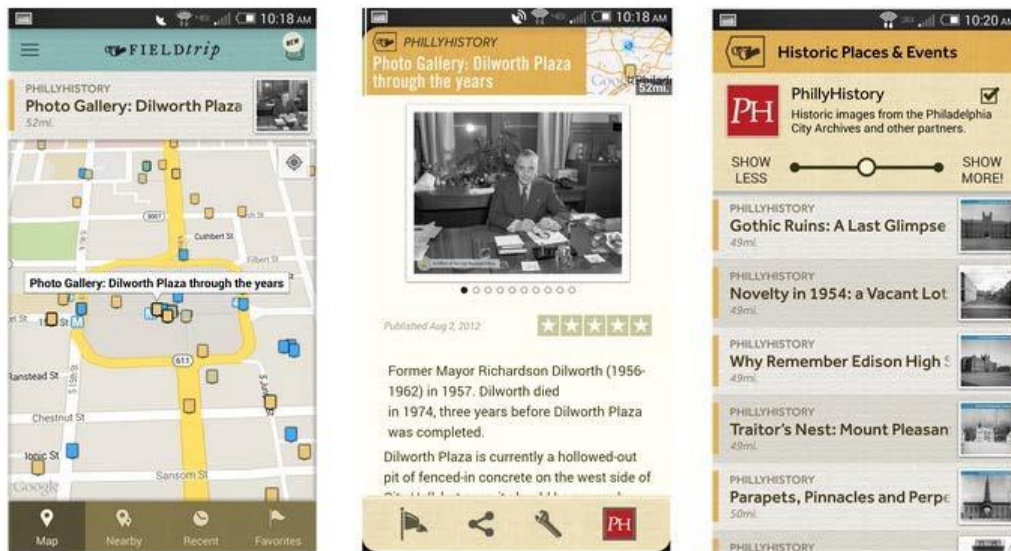 10:18 AM
FIELDtrip
NEW
PHILLYHISTORY
Photo Gallery: Dilworth Plaza
52mi.
3007
Cuthbert St
Filbert St
Photo Gallery: Dilworth Plaza through the years
611
Ranstead St
S 15th St
Chestnut St
Ionic St
Sansom St
Google
Map
Nearby
Recent
Favorites
10:18 AM
PHILLYHISTORY
Photo Gallery: Dilworth Plaza
through the years
52mi.
Published Aug 2, 2012
Former Mayor Richardson Dilworth (1956-
1962) in 1957. Dilworth died
in 1974, three years before Dilworth Plaza
was completed.
Dilworth Plaza is currently a hollowed-out
pit of fenced-in concrete on the west side of
PH
10:20 AM
Historic Places & Events
PH
PhillyHistory
Historic images from the Philadelphia
City Archives and other partners.
SHOW
LESS
SHOW
MORE!
PHILLYHISTORY
Gothic Ruins: A Last Glimpse
49mi.
PHILLYHISTORY
Novelty in 1954: a Vacant Lot
49mi.
PHILLYHISTORY
Why Remember Edison High
49mi.
PHILLYHISTORY
Traitor's Nest: Mount Pleasan
49mi.
PHILLYHISTORY
Parapets, Pinnacles and Perpe
50mi.
PHILLYHISTORY